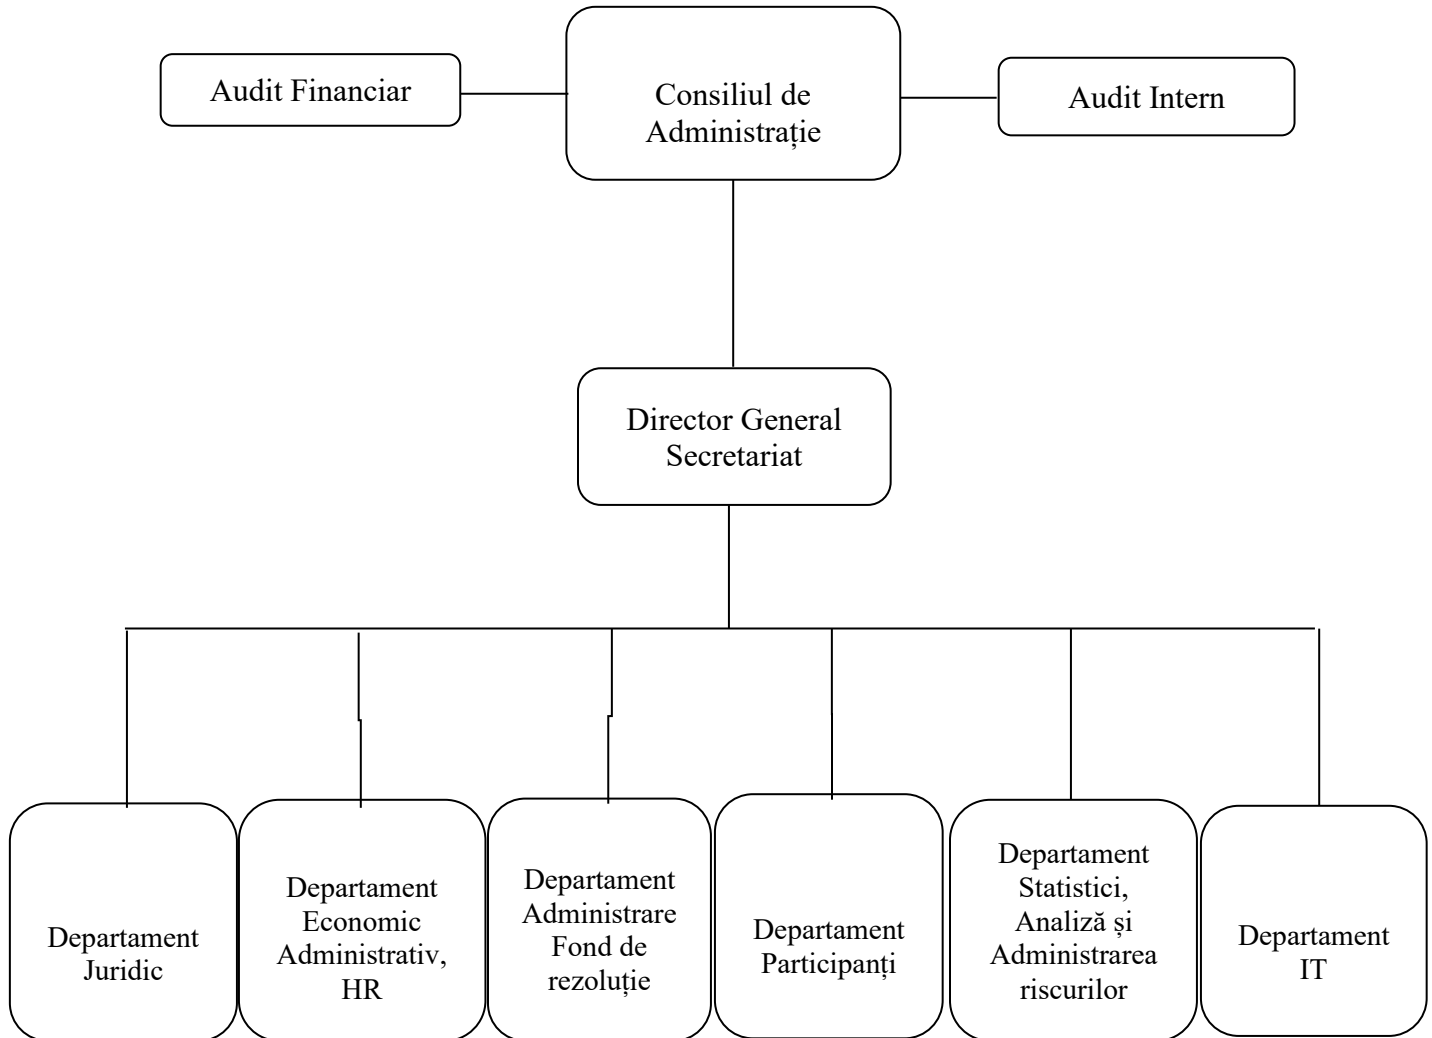 Audit Financiar
Consiliul de
Administrație
Audit Intern
Director General
Secretariat
Departament
Juridic
Departament
Economic
Administrativ,
HR
Departament
Administrare
Fond de
rezoluție
Departament
Participanți
Departament
Statistici,
Analiză și
Administrarea
riscurilor
Departament
IT